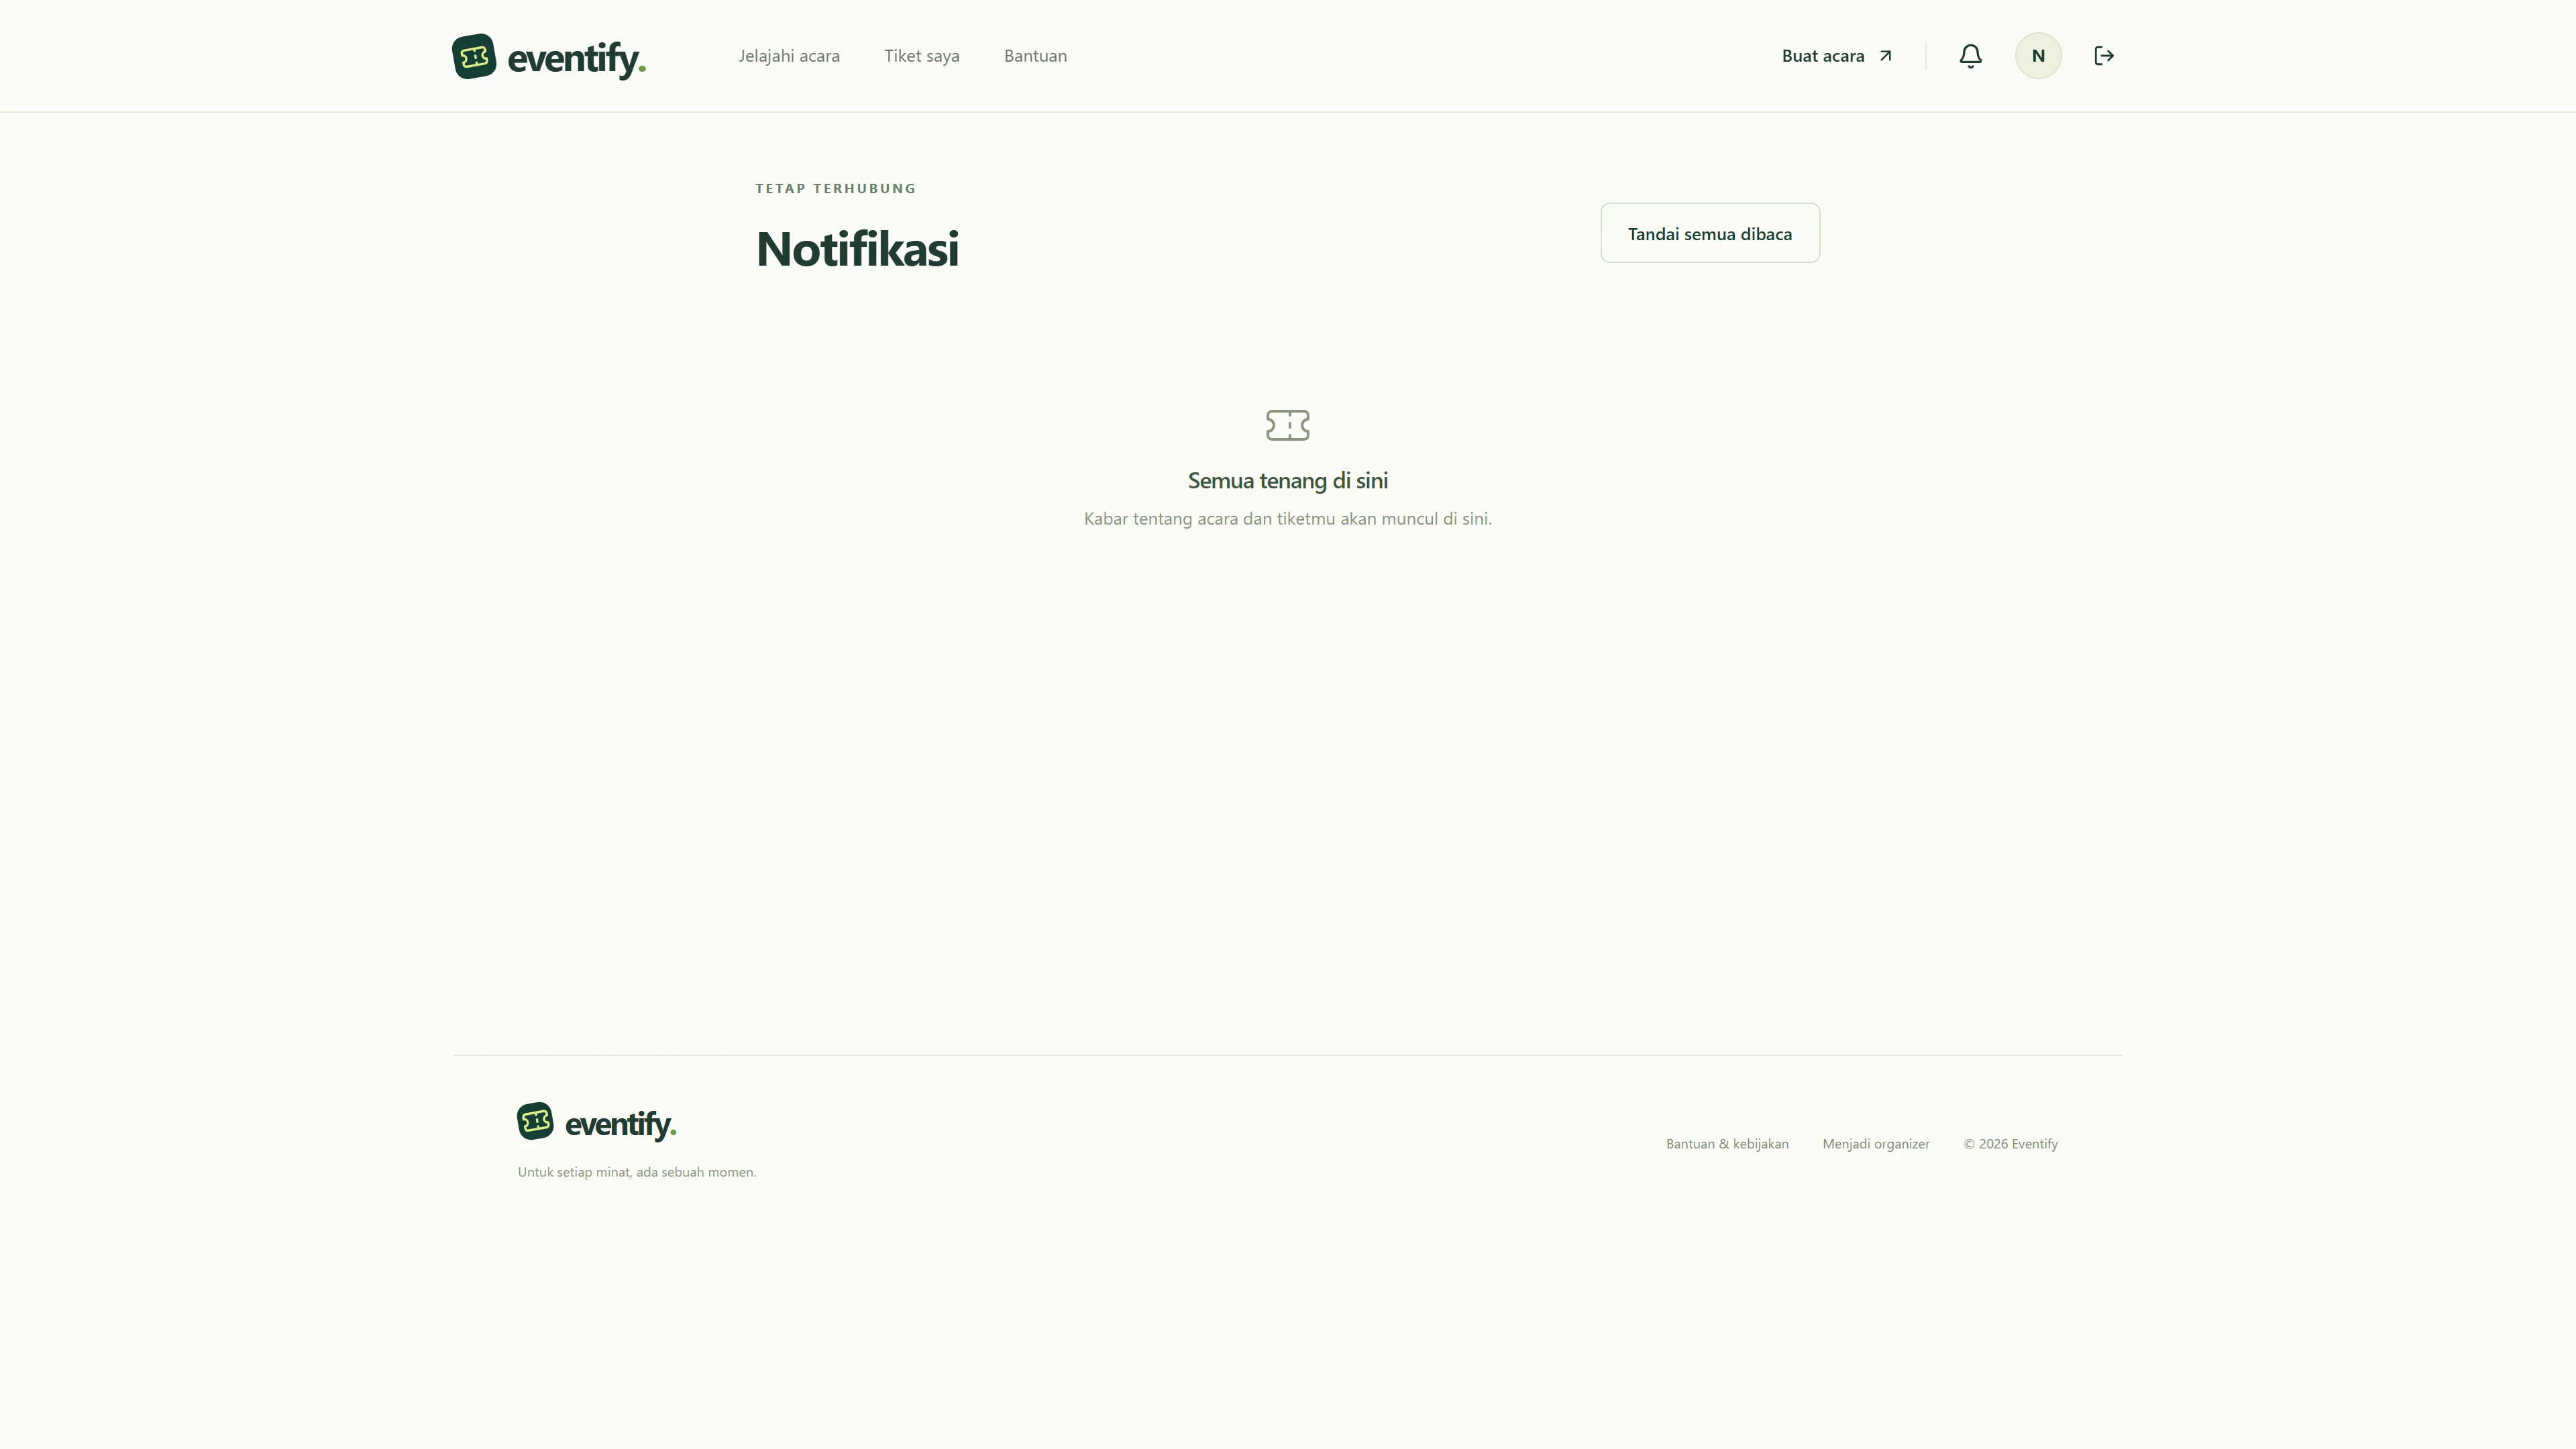 eventify.
Jelajahi acara
Tiket saya
Bantuan
Buat acara
N
TETAP TERHUBUNG
Notifikasi
Tandai semua dibaca
Semua tenang di sini
Kabar tentang acara dan tiketmu akan muncul di sini.
eventify.
Untuk setiap minat, ada sebuah momen.
Bantuan & kebijakan
Menjadi organizer
© 2026 Eventify